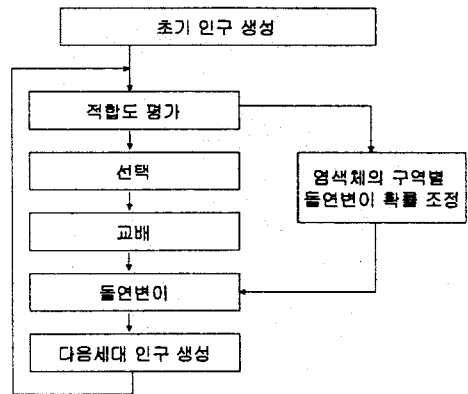 초기 인구 생성
적합도 평가
선택
염색체의 구역별
돌연변이 확률 조정
교배
돌연변이
다음세대 인구 생성